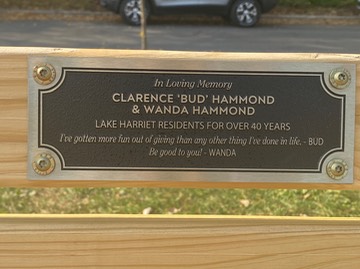 In Loving Memory
CLARENCE 'BUD' HAMMOND
& WANDA HAMMOND
LAKE HARRIET RESIDENTS FOR OVER 40 YEARS
I've gotten more fun out of giving than any other thing I've done in life. - BUD
Be good to you! - WANDA